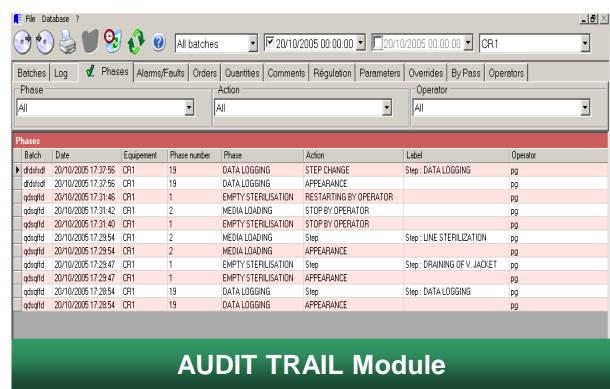 File Database ?
All batches 20/10/2005 00:00:00 20/10/2005 00:00:00 CR1
Batches Log Phases Alarms/Faults Orders Quantities Comments Régulation Parameters Overrides By Pass Operators
Phase Action Operator
All All All
Phases
Batch Date Equipement Phase number Phase Action Label Operator
dfdsfsdf 20/10/2005 17:37:56 CR1 19 DATA LOGGING STEP CHANGE Step : DATA LOGGING pg
dfdsfsdf 20/10/2005 17:37:56 CR1 19 DATA LOGGING APPEARANCE pg
qdsqffd 20/10/2005 17:31:46 CR1 1 EMPTY STERILISATION RESTARTING BY OPERATOR pg
qdsqffd 20/10/2005 17:31:42 CR1 2 MEDIA LOADING STOP BY OPERATOR pg
qdsqffd 20/10/2005 17:31:40 CR1 1 EMPTY STERILISATION STOP BY OPERATOR pg
qdsqffd 20/10/2005 17:29:54 CR1 2 MEDIA LOADING Step Step : LINE STERILIZATION pg
qdsqffd 20/10/2005 17:29:54 CR1 2 MEDIA LOADING APPEARANCE pg
qdsqffd 20/10/2005 17:29:47 CR1 1 EMPTY STERILISATION Step Step : DRAINING OF V. JACKET pg
qdsqffd 20/10/2005 17:29:47 CR1 1 EMPTY STERILISATION APPEARANCE pg
qdsqffd 20/10/2005 17:28:54 CR1 19 DATA LOGGING Step Step : DATA LOGGING pg
qdsqffd 20/10/2005 17:28:54 CR1 19 DATA LOGGING APPEARANCE pg
AUDIT TRAIL Module